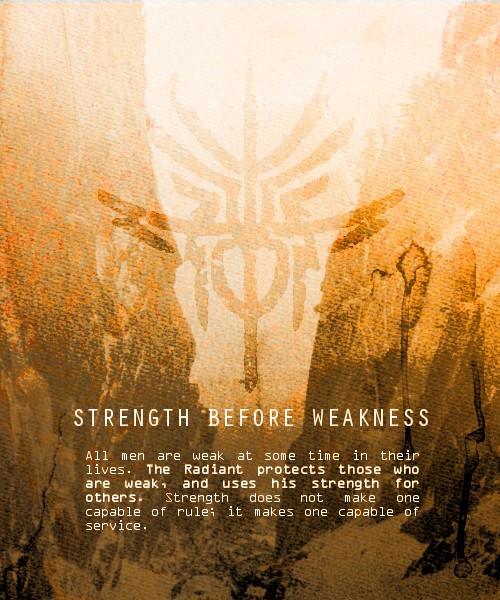 STRENGTH BEFORE WEAKNESS
All men are weak at some time in their
lives. The Radiant protects those who
are weak, and uses his strength for
others. Strength does not make one
capable of rule; it makes one capable of
service.